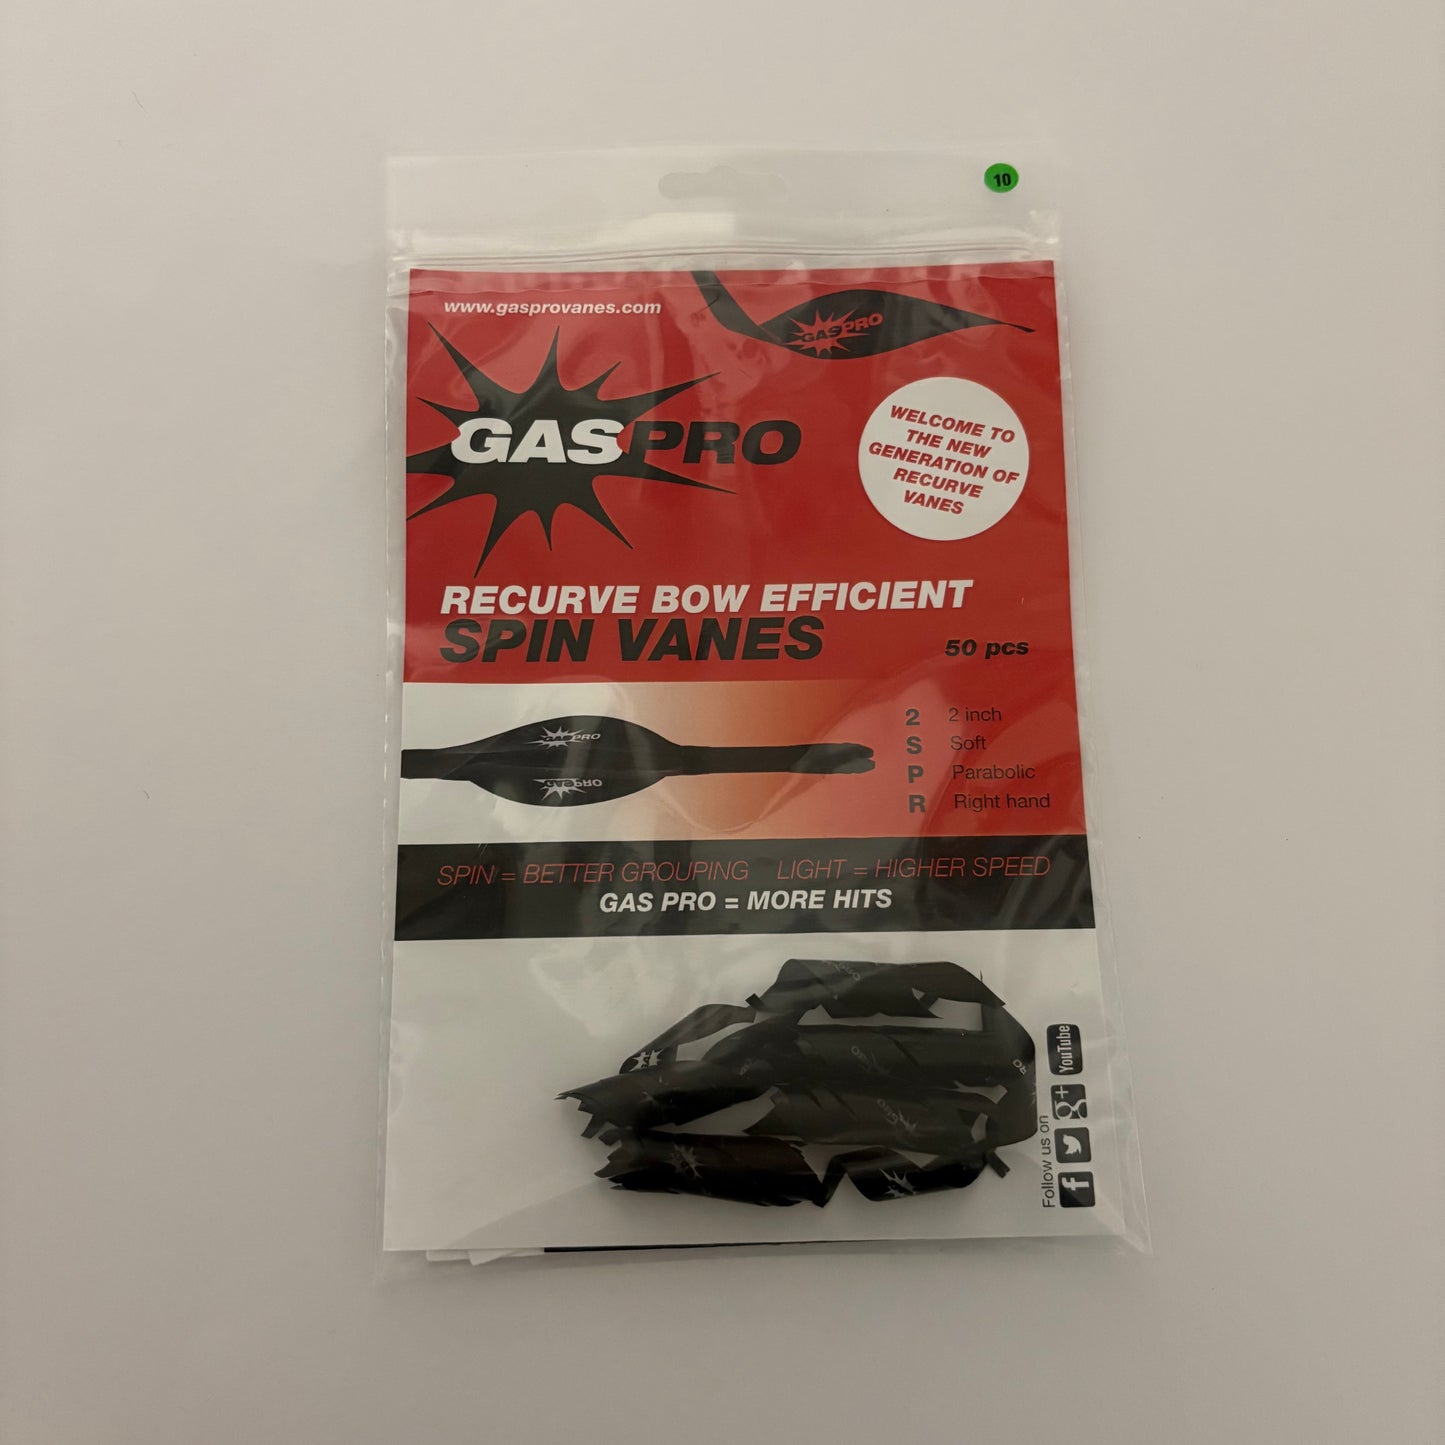 10
www.gasprovanes.com
GASPRO
GASPRO
WELCOME TO
THE NEW
GENERATION OF
RECURVE
VANES
RECURVE BOW EFFICIENT
SPIN VANES
50 pcs
GASPRO
GASPRO
2 2 inch
S Soft
P Parabolic
R Right hand
SPIN = BETTER GROUPING LIGHT = HIGHER SPEED
GAS PRO = MORE HITS
Follow us on
f
g+
YouTube